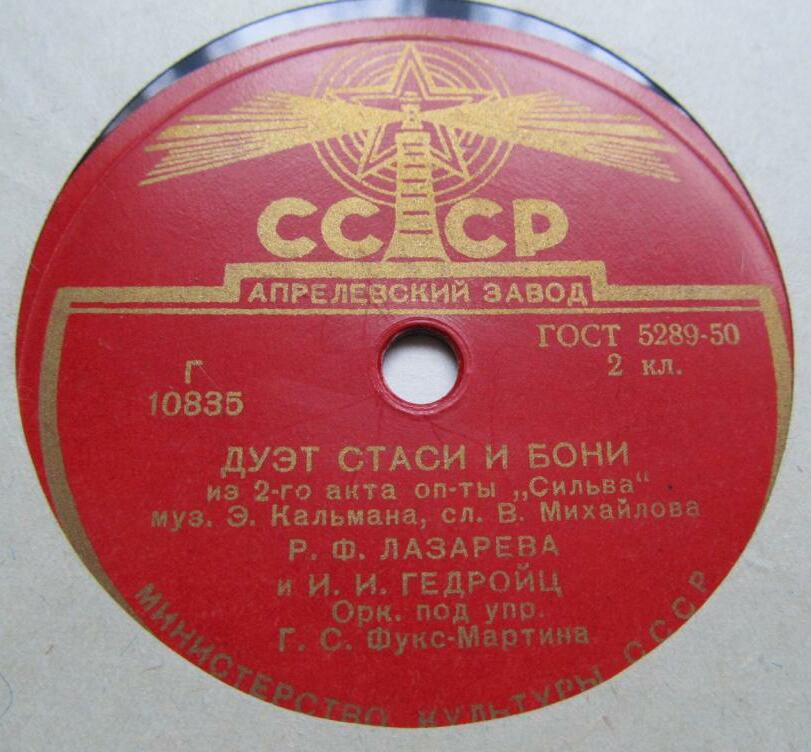 СССР
АПРЕЛЕВСКИЙ ЗАВОД
ГОСТ 5289-50
2 кл.
Г
10835
ДУЭТ СТАСИ И БОНИ
из 2-го акта оп-ты „Сильва“
муз. Э. Кальмана, сл. В. Михайлова
Р. Ф. ЛАЗАРЕВА
и И. И. ГЕДРОЙЦ
Орк. под упр.
Г. С. Фукс-Мартина
МИНИСТЕРСТВО КУЛЬТУРЫ СССР